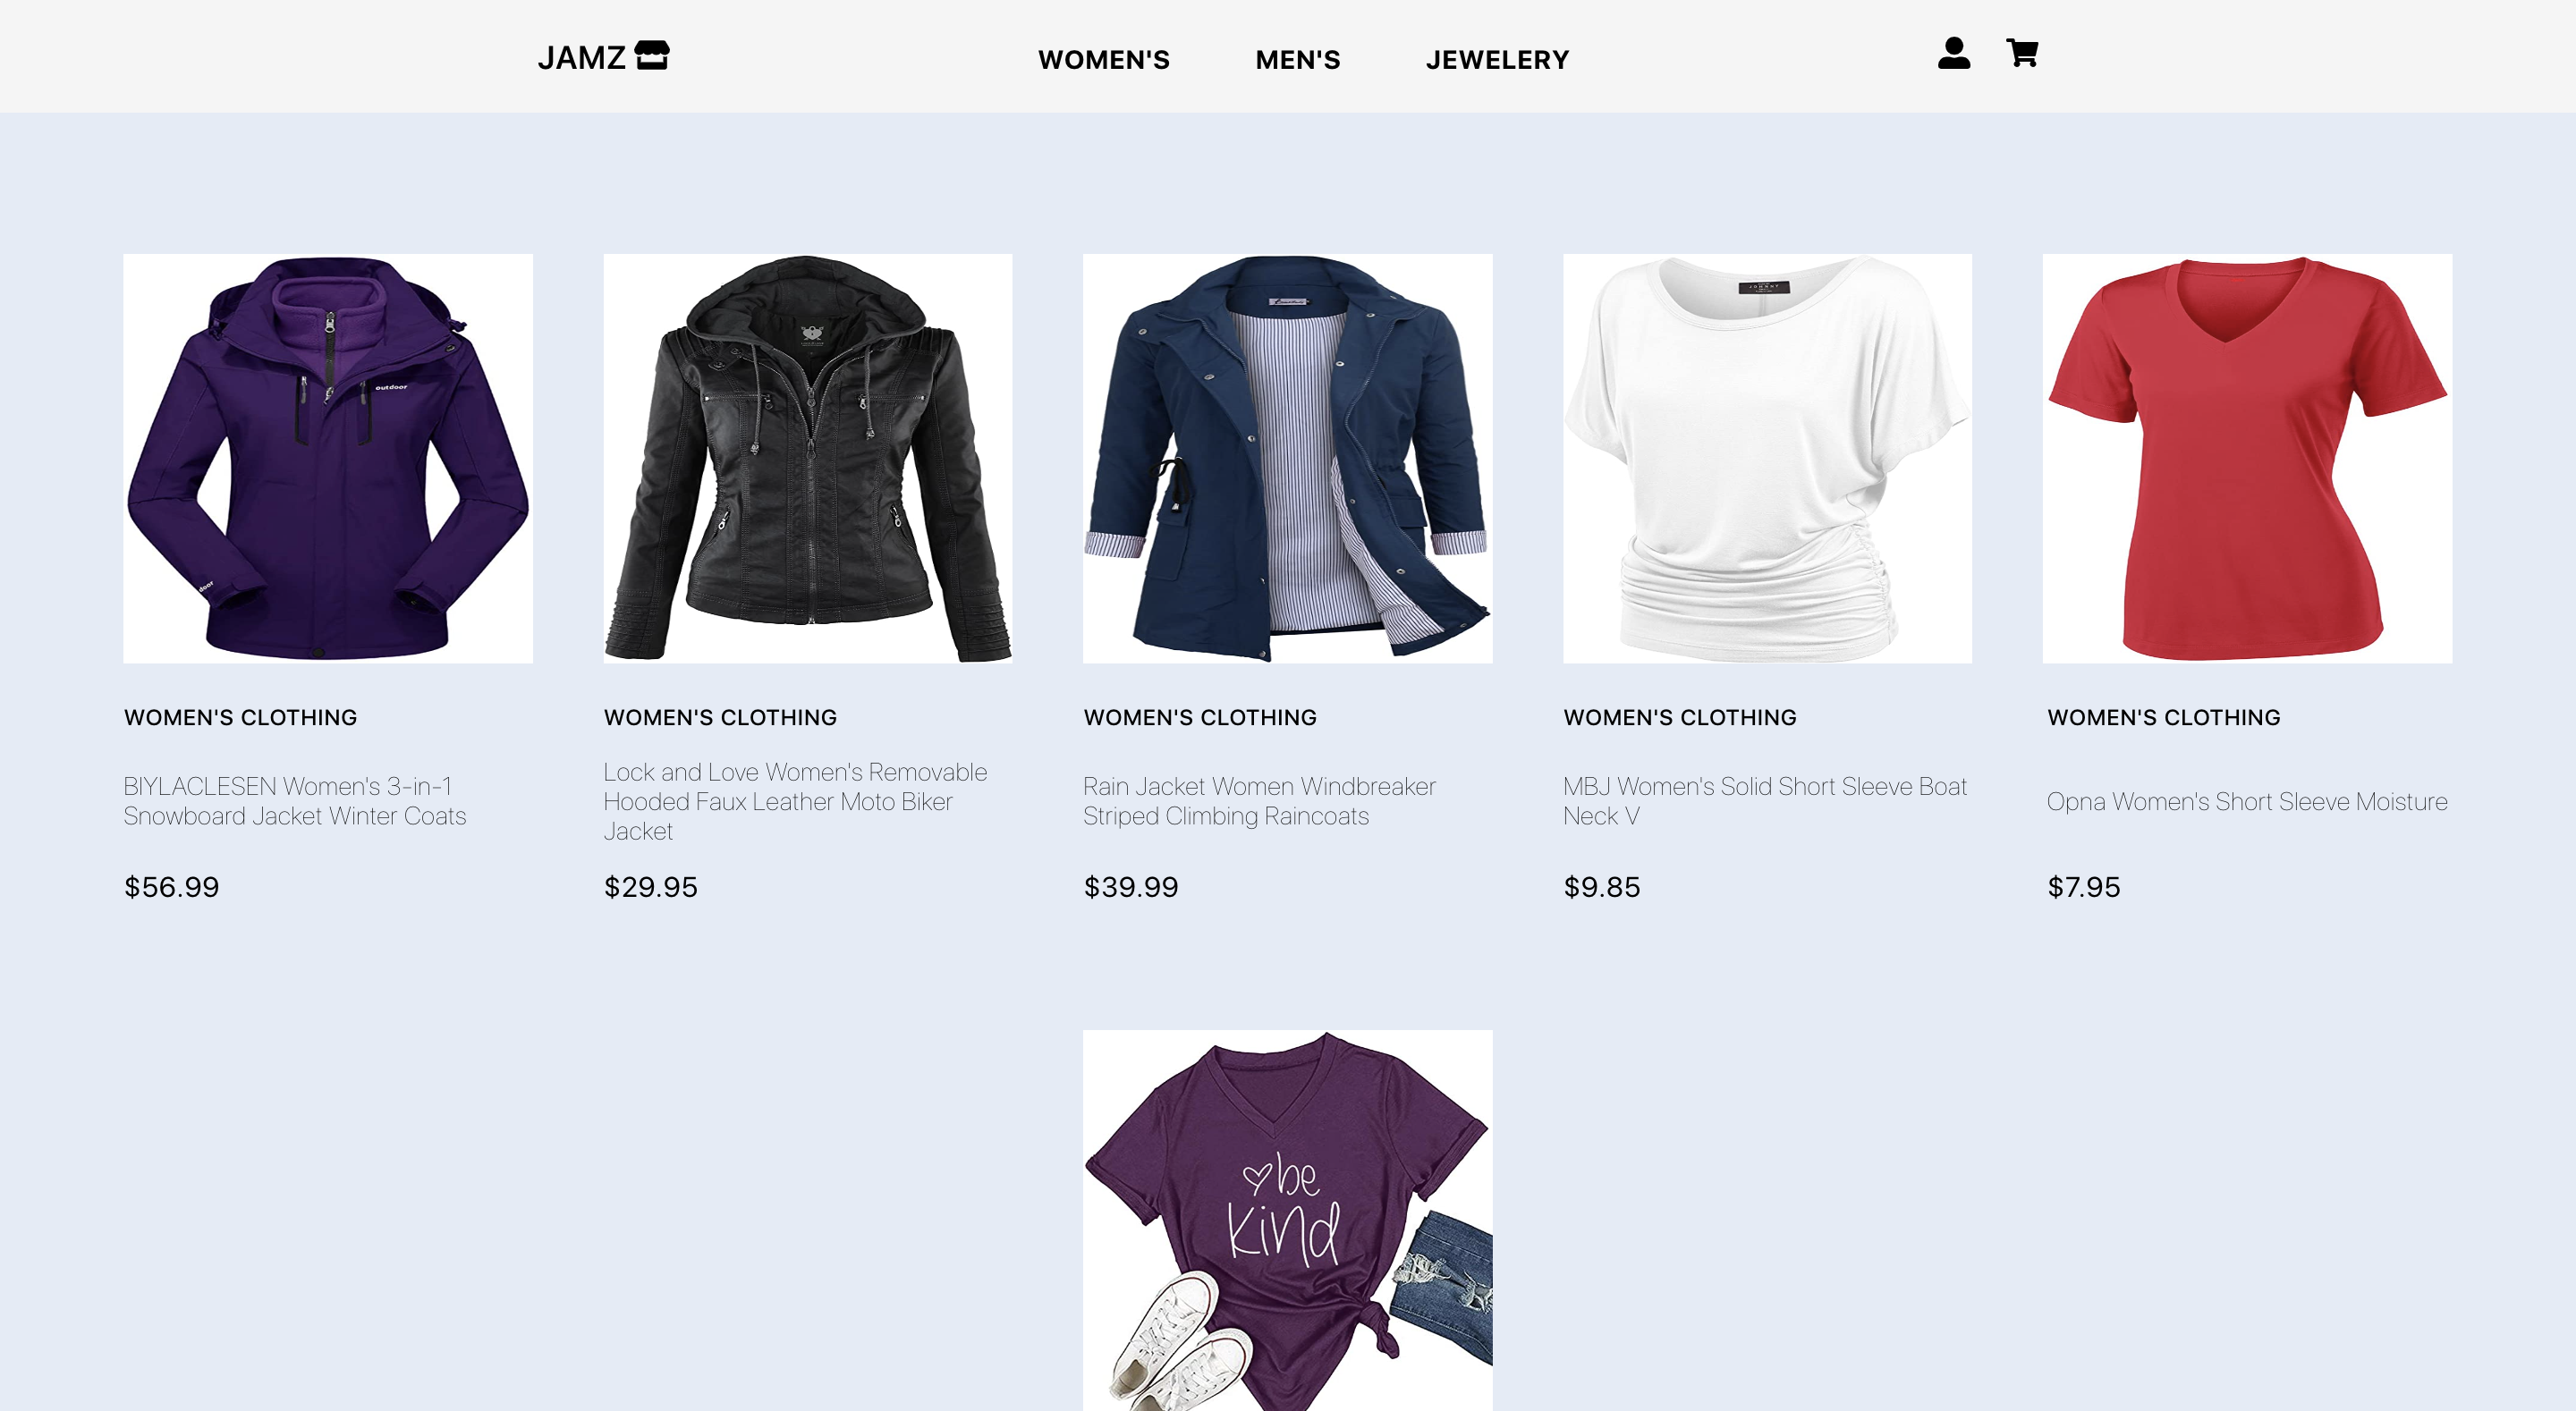 JAMZ
WOMEN'S
MEN'S
JEWELERY
outdoor
door
JOHNNY
WOMEN'S CLOTHING
BIYLACLESEN Women's 3-in-1
Snowboard Jacket Winter Coats
$56.99
WOMEN'S CLOTHING
Lock and Love Women's Removable
Hooded Faux Leather Moto Biker
Jacket
$29.95
WOMEN'S CLOTHING
Rain Jacket Women Windbreaker
Striped Climbing Raincoats
$39.99
WOMEN'S CLOTHING
MBJ Women's Solid Short Sleeve Boat
Neck V
$9.85
WOMEN'S CLOTHING
Opna Women's Short Sleeve Moisture
$7.95
be
kind